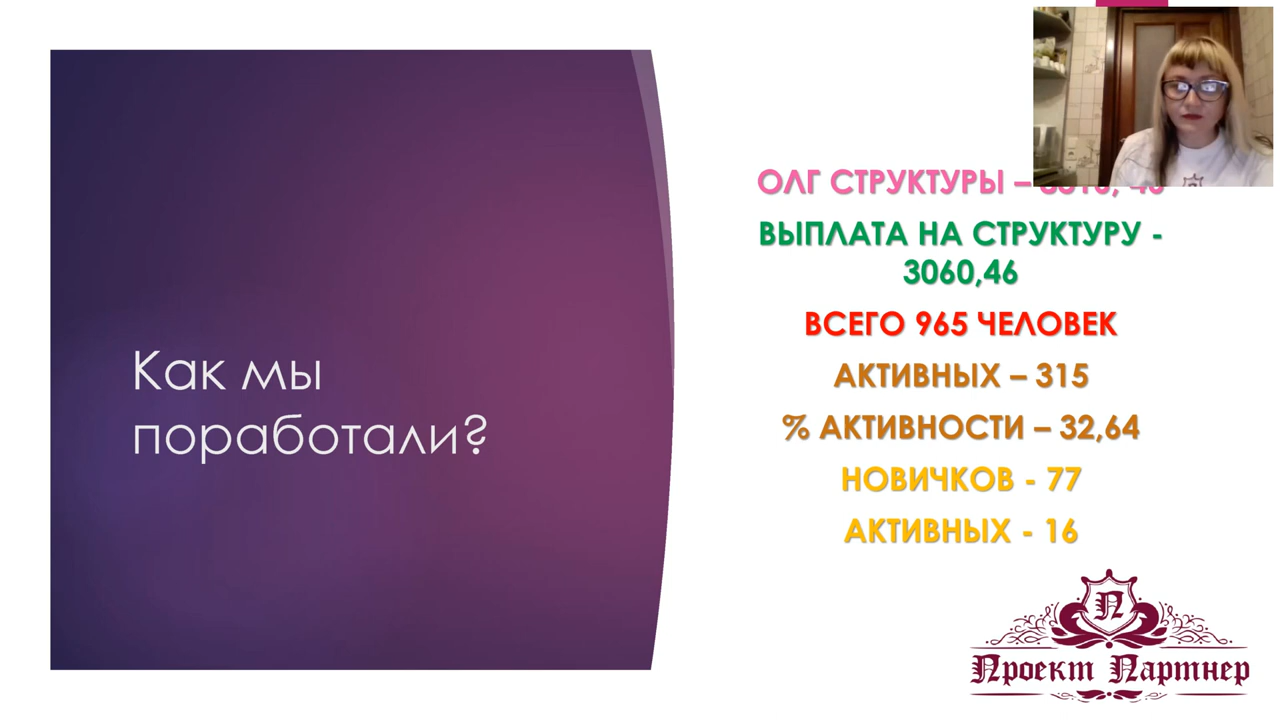 Как мы
поработали?
ОЛГ СТРУКТУРЫ –
ВЫПЛАТА НА СТРУКТУРУ -
3060,46
ВСЕГО 965 ЧЕЛОВЕК
АКТИВНЫХ – 315
% АКТИВНОСТИ – 32,64
НОВИЧКОВ - 77
АКТИВНЫХ - 16
П
Проект Партнер